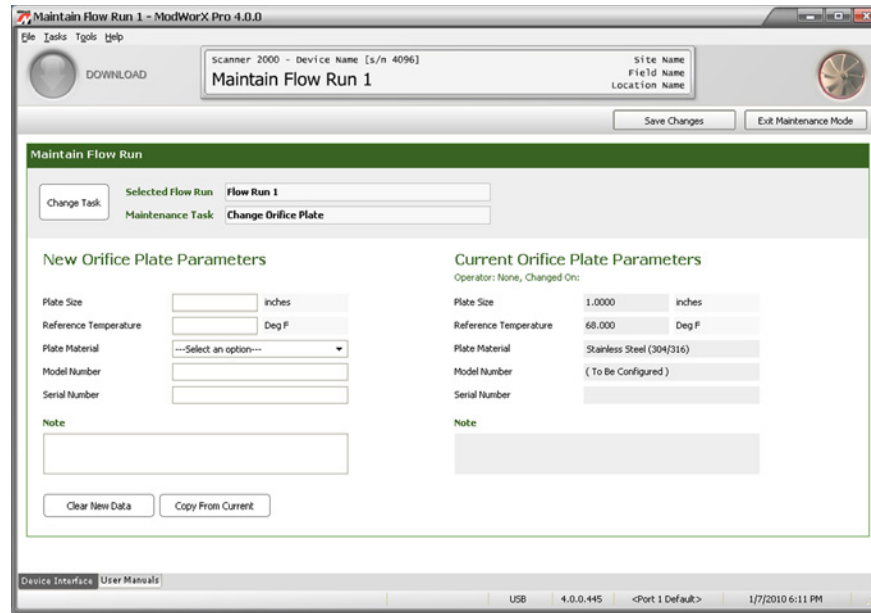 Maintain Flow Run 1 - ModWorX Pro 4.0.0
File Tasks Tools Help
DOWNLOAD
Scanner 2000 - Device Name [s/n 4096]
Maintain Flow Run 1
Site Name
Field Name
Location Name
Save Changes Exit Maintenance Mode
Maintain Flow Run
Change Task
Selected Flow Run Flow Run 1
Maintenance Task Change Orifice Plate
New Orifice Plate Parameters
Plate Size inches
Reference Temperature Deg F
Plate Material ---Select an option---
Model Number
Serial Number
Note
Clear New Data Copy From Current
Current Orifice Plate Parameters
Operator: None, Changed On:
Plate Size 1.0000 inches
Reference Temperature 68.000 Deg F
Plate Material Stainless Steel (304/316)
Model Number ( To Be Configured )
Serial Number
Note
Device Interface User Manuals
USB 4.0.0.445 <Port 1 Default> 1/7/2010 6:11 PM